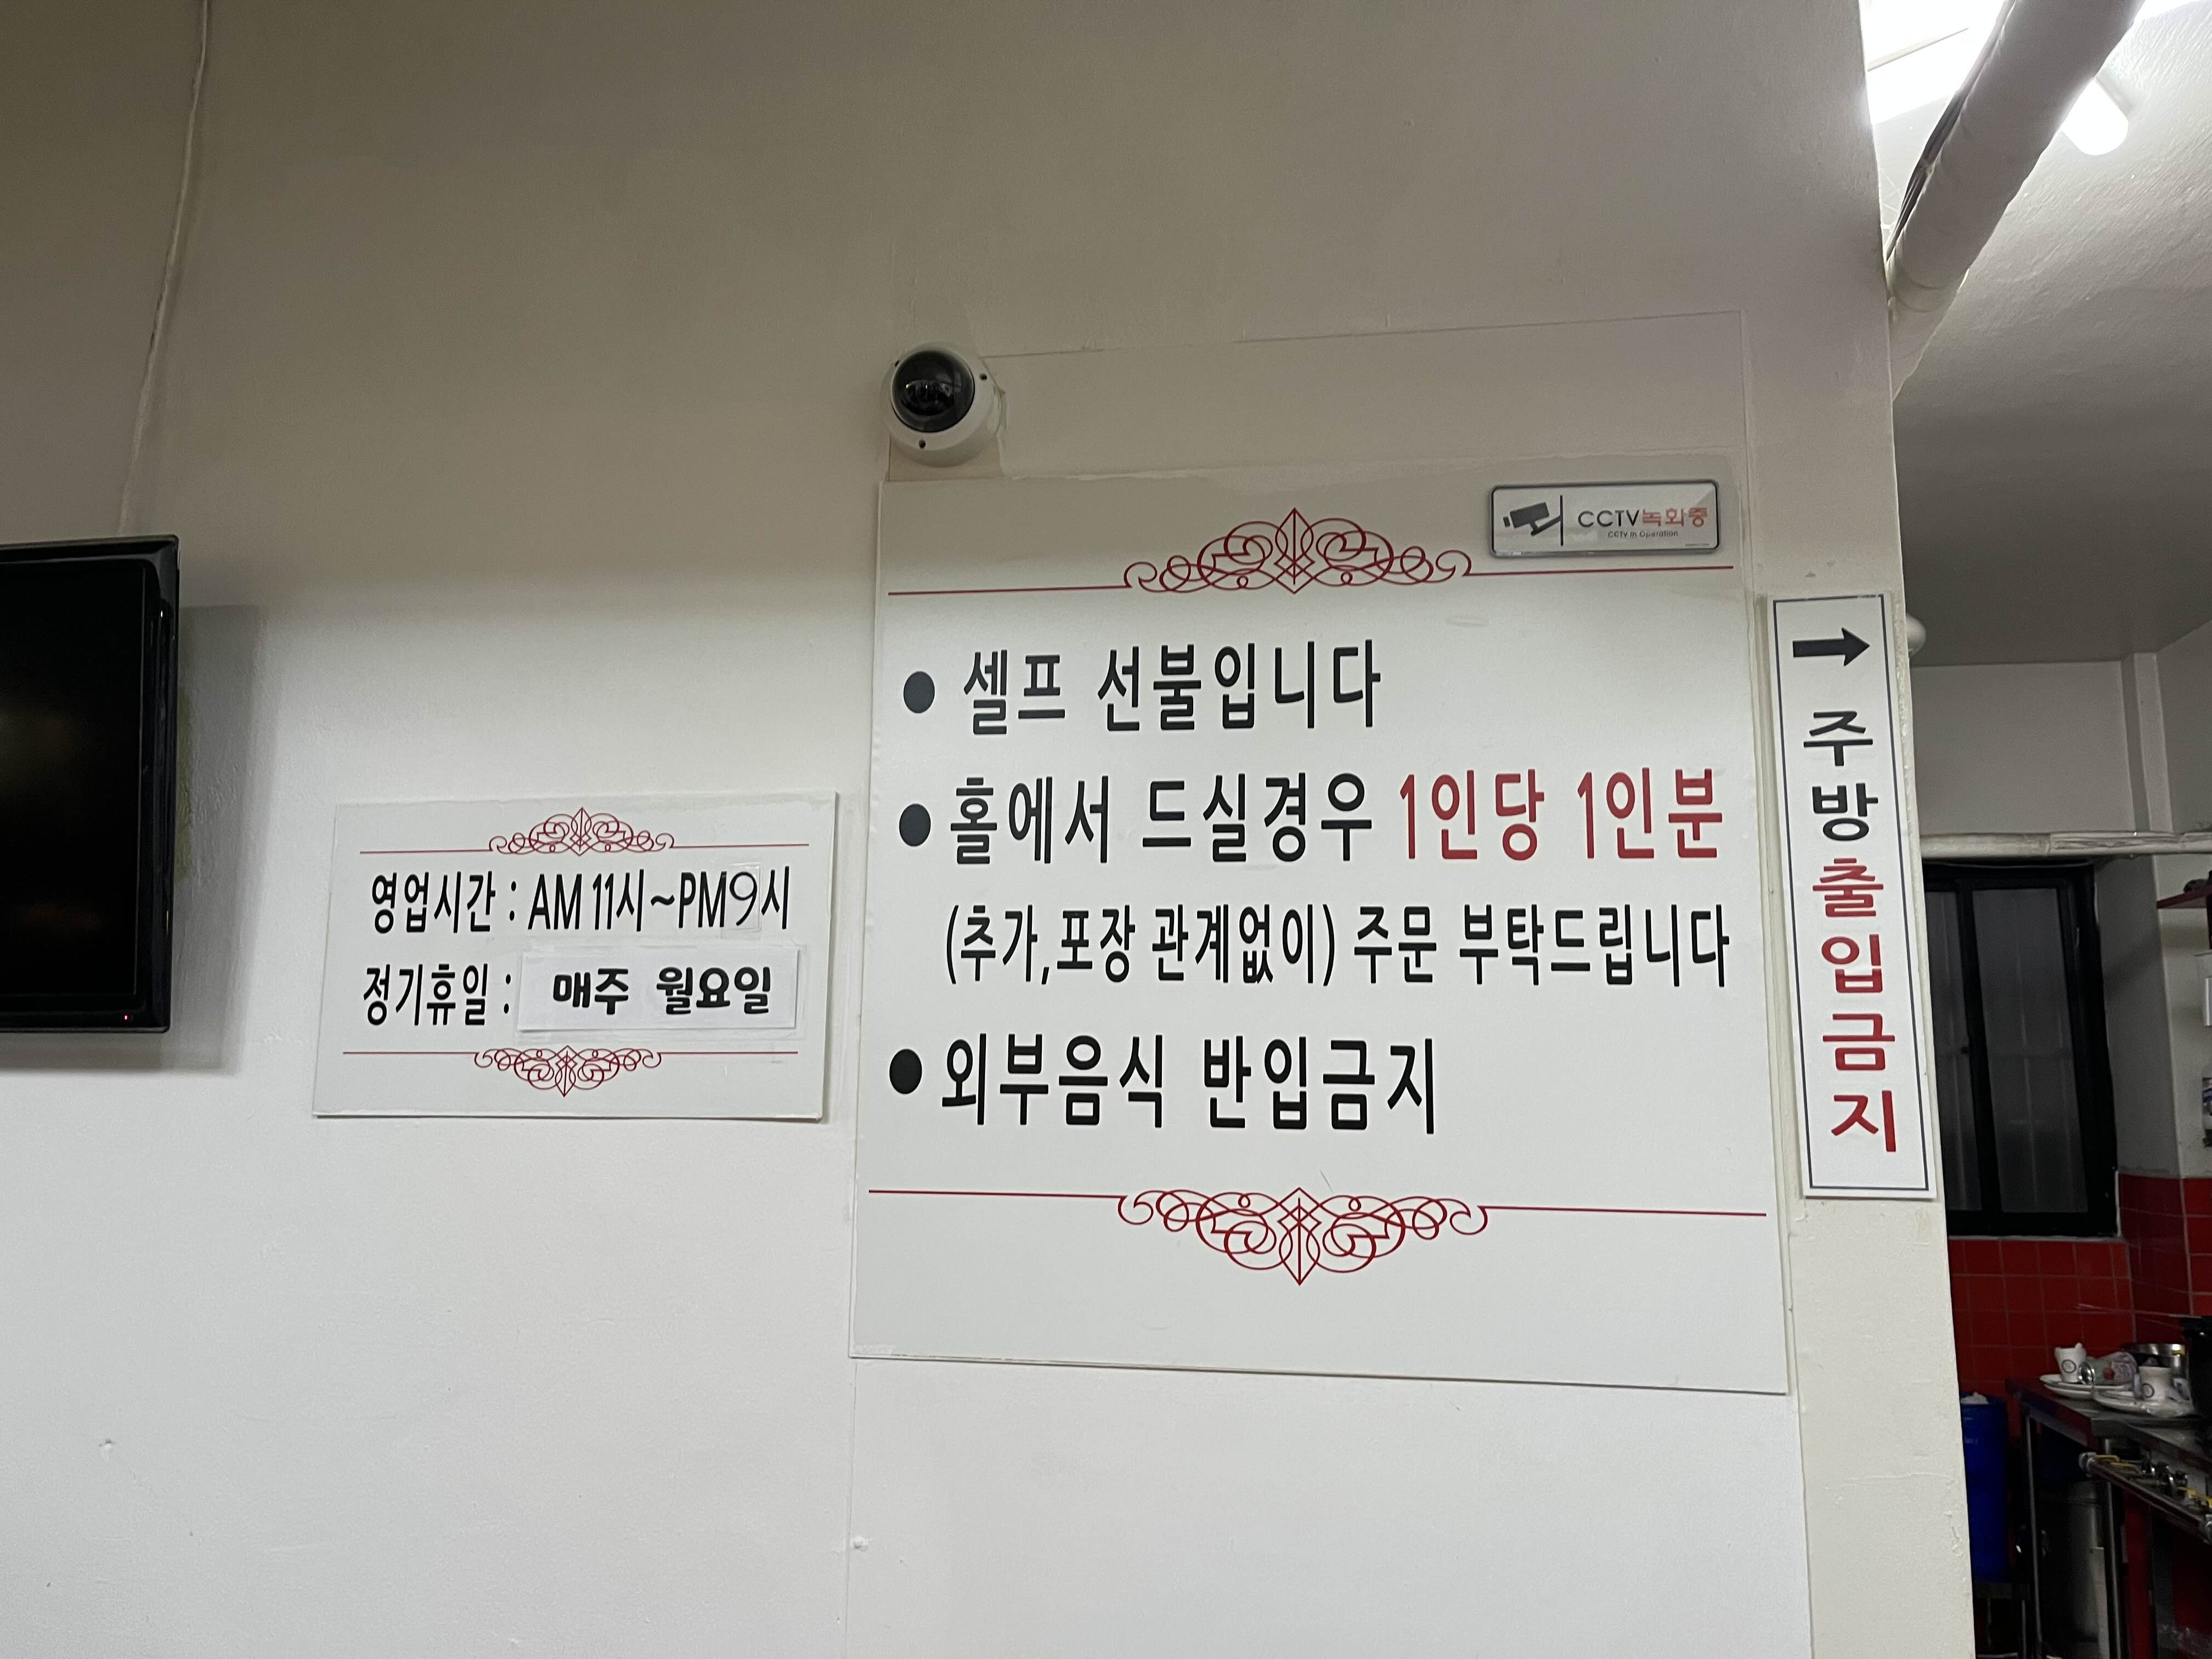 영업시간 : AM 11시~PM9시
정기휴일 : 매주 월요일
CCTV녹화중
CCTV In Operation
● 셀프 선불입니다
● 홀에서 드실경우 1인당 1인분
(추가,포장 관계없이) 주문 부탁드립니다
● 외부음식 반입금지
→ 주방출입금지